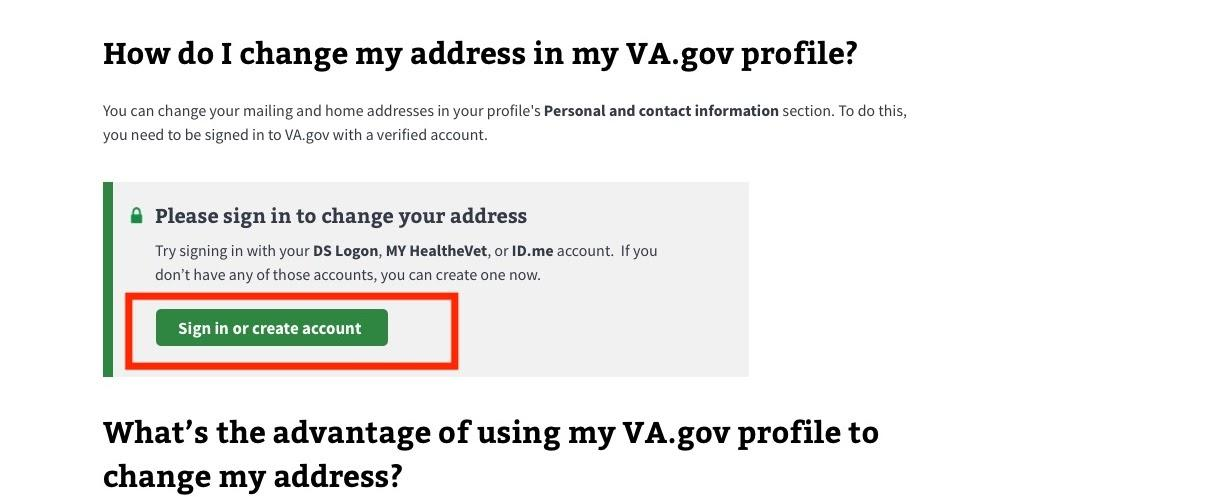 How do I change my address in my VA.gov profile?
You can change your mailing and home addresses in your profile's Personal and contact information section. To do this,
you need to be signed in to VA.gov with a verified account.
Please sign in to change your address
Try signing in with your DS Logon, MY HealtheVet, or ID.me account.  If you
don’t have any of those accounts, you can create one now.
Sign in or create account
What’s the advantage of using my VA.gov profile to
change my address?